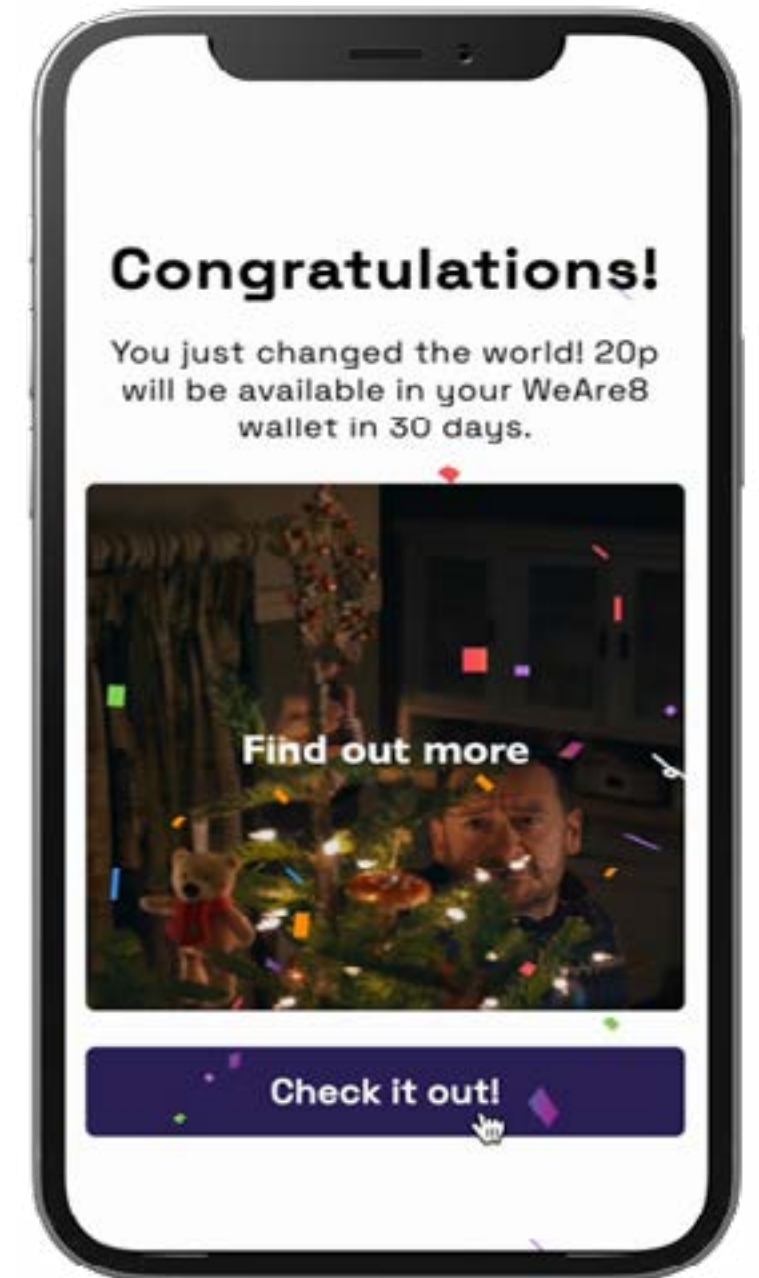 Congratulations!
You just changed the world! 20p
will be available in your WeAre8
wallet in 30 days.
Find out more
Check it out!